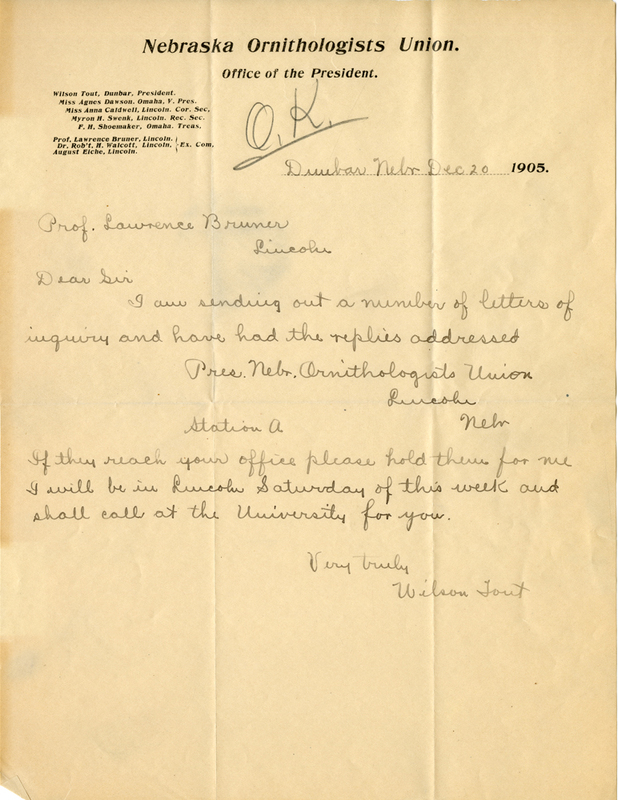 Nebraska Ornithologists Union.
Office of the President.
Wilson Tout, Dunbar, President.
Miss Agnes Dawson, Omaha, V. Pres.
Miss Anna Caldwell, Lincoln, Cor. Sec.
Myron H. Swenk, Lincoln, Rec. Sec.
F. H. Shoemaker, Omaha, Treas.
Prof. Lawrence Bruner, Lincoln,
Dr. Rob't. H. Walcott, Lincoln, Ex. Com.
August Eiche, Lincoln.
O.K.
Dunbar Nebr Dec 20 1905.
Prof. Lawrence Bruner
Lincoln
Dear Sir
I am sending out a number of letters of
inquiry and have had the replies addressed
Pres. Nebr. Ornithologists Union
Lincoln
Station A Nebr
If they reach your office please hold them for me
I will be in Lincoln Saturday of this week and
shall call at the University for you.
Very truly
Wilson Tout